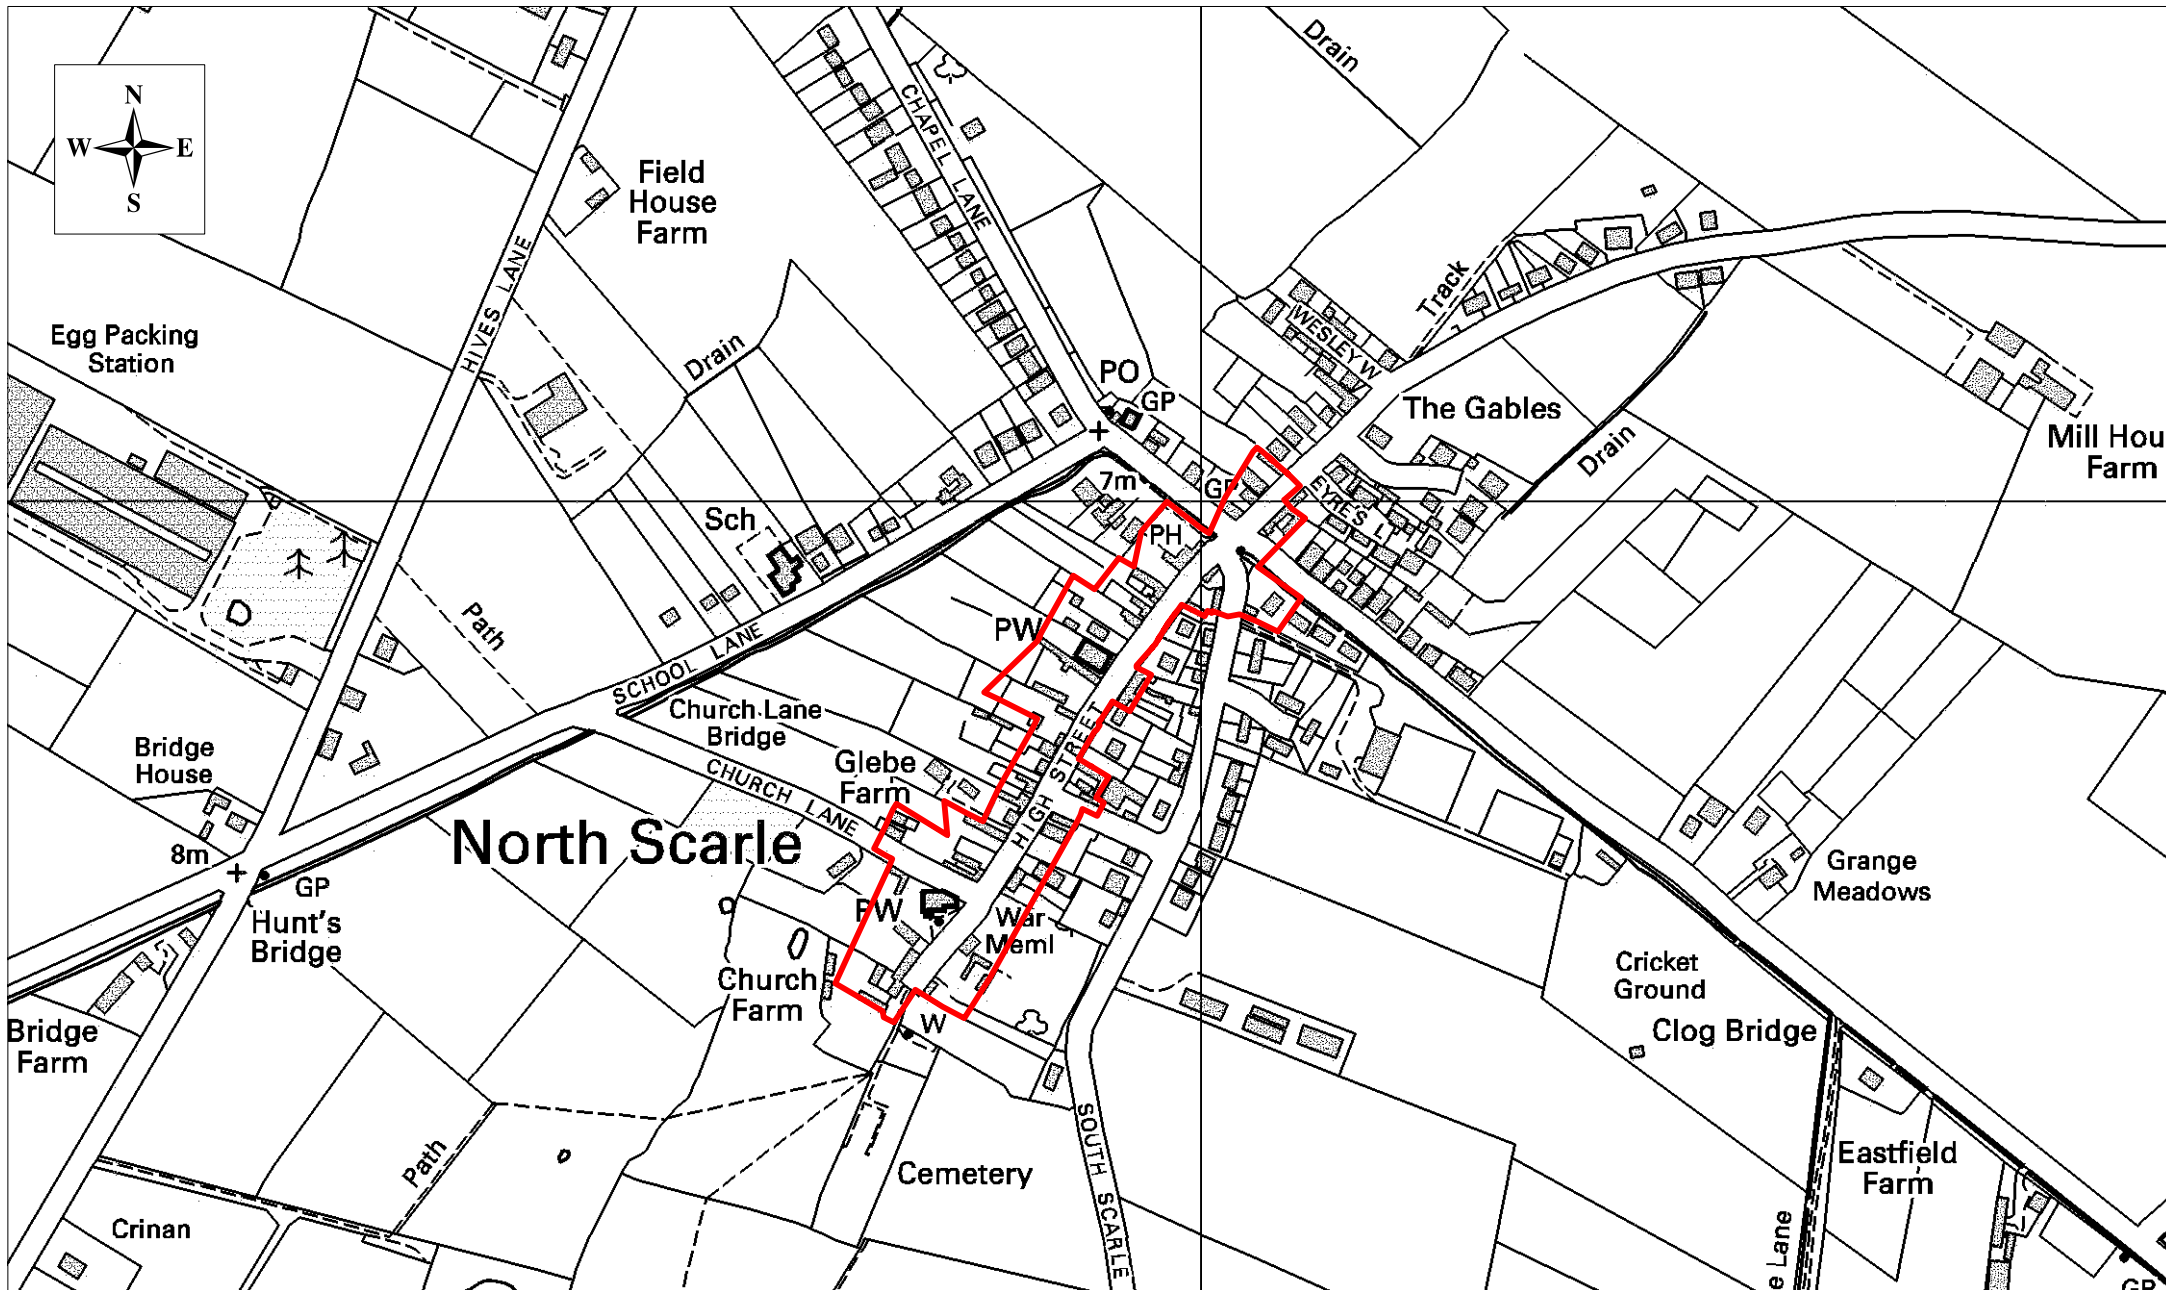 N
W E
S
Field
House
Farm
CHAPEL LANE
Drain
HIVES LANE
Egg Packing
Station
Drain
Track
WESLEY W
PO
GP
The Gables
Drain
Mill Hou
Farm
7m
GP
EYRES L
Sch
PH
Path
PW
SCHOOL LANE
Church Lane
Bridge
Bridge
House
Glebe
Farm
CHURCH LANE
HIGH STREET
North Scarle
8m
GP
Hunt's
Bridge
PW
War
Meml
Grange
Meadows
Church
Farm
Cricket
Ground
Clog Bridge
W
Bridge
Farm
Path
Cemetery
SOUTH SCARLE
Eastfield
Farm
Crinan
e Lane
GP